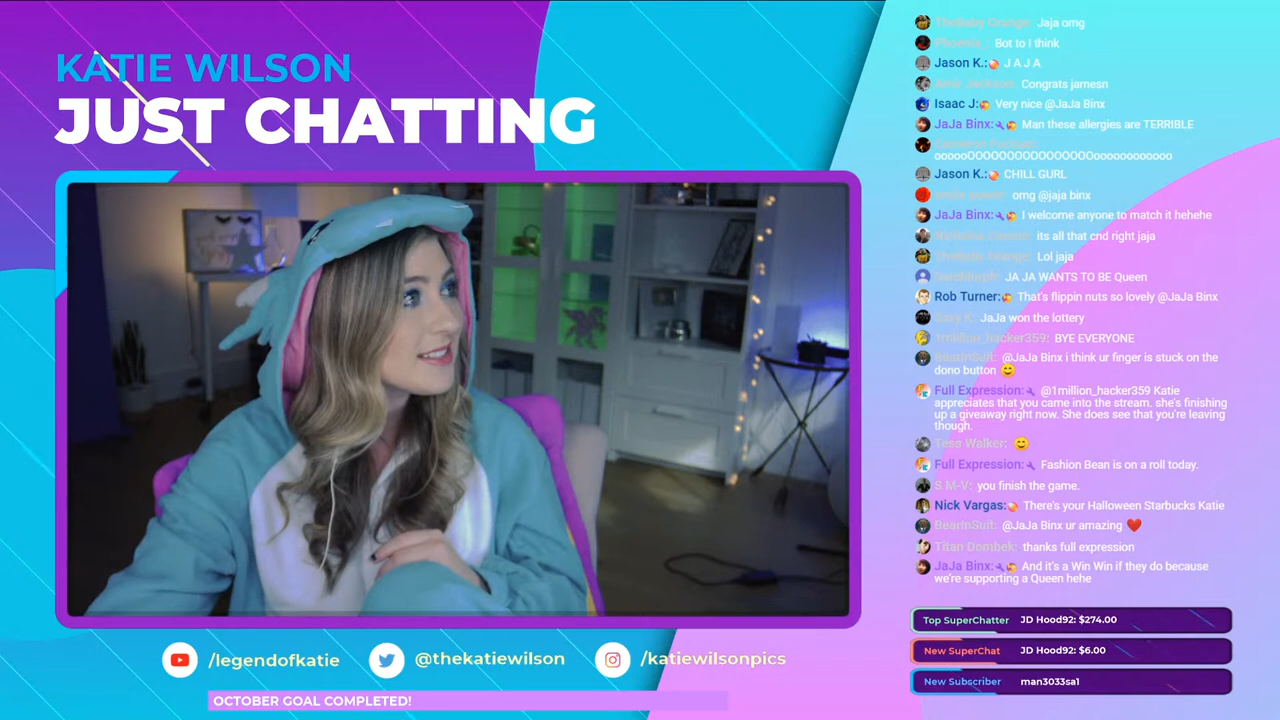 KATIE WILSON
JUST CHATTING
/legendofkatie
@thekatiewilson
/katiewilsonpics
OCTOBER GOAL COMPLETED!
Jaja omg
Bot to I think
Jason K.: J A J A
Congrats jamesn
Isaac J: Very nice @JaJa Binx
JaJa Binx: Man these allergies are TERRIBLE
Jason K.: CHILL GURL
omg @jaja binx
JaJa Binx: I welcome anyone to match it hehehe
its all that cnd right jaja
Lol jaja
JA JA WANTS TO BE Queen
Rob Turner: That's flippin nuts so lovely @JaJa Binx
JaJa won the lottery
1million_hacker359: BYE EVERYONE
BearInSuit: @JaJa Binx i think ur finger is stuck on the
dono button 😊
Full Expression: @1million_hacker359 Katie
appreciates that you came into the stream. she's finishing
up a giveaway right now. She does see that you're leaving
though.
Tess Walker: 😊
Full Expression: Fashion Bean is on a roll today.
S M-V: you finish the game.
Nick Vargas: There's your Halloween Starbucks Katie
BearInSuit: @JaJa Binx ur amazing ❤️
Titan Dombek: thanks full expression
JaJa Binx: And it's a Win Win if they do because
we're supporting a Queen hehe
Top SuperChatter JD Hood92: $274.00
New SuperChat JD Hood92: $6.00
New Subscriber man3033sa1